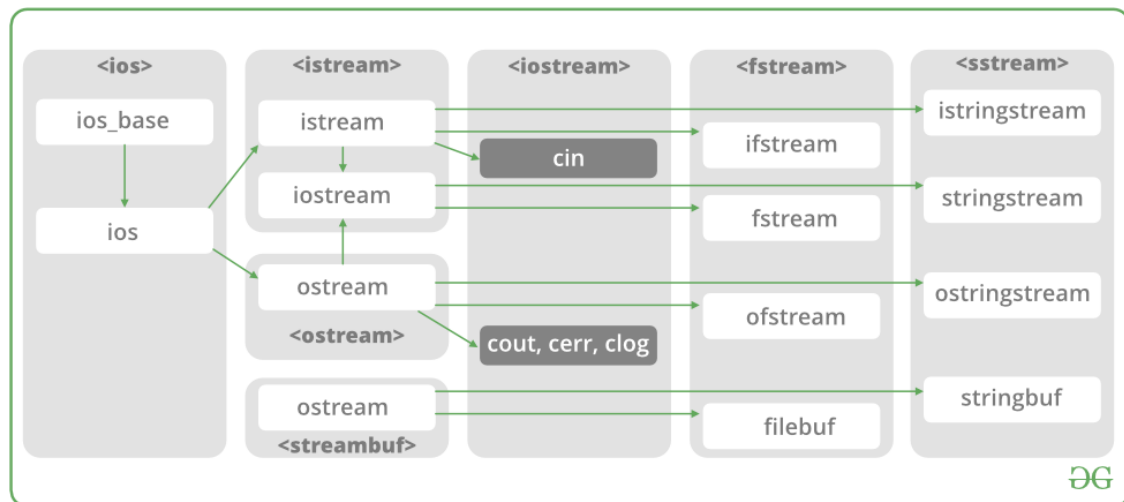 <ios>
ios_base
ios
<istream>
istream
iostream
ostream
<ostream>
ostream
<streambuf>
<iostream>
cin
cout, cerr, clog
<fstream>
ifstream
fstream
ofstream
filebuf
<sstream>
istringstream
stringstream
ostringstream
stringbuf